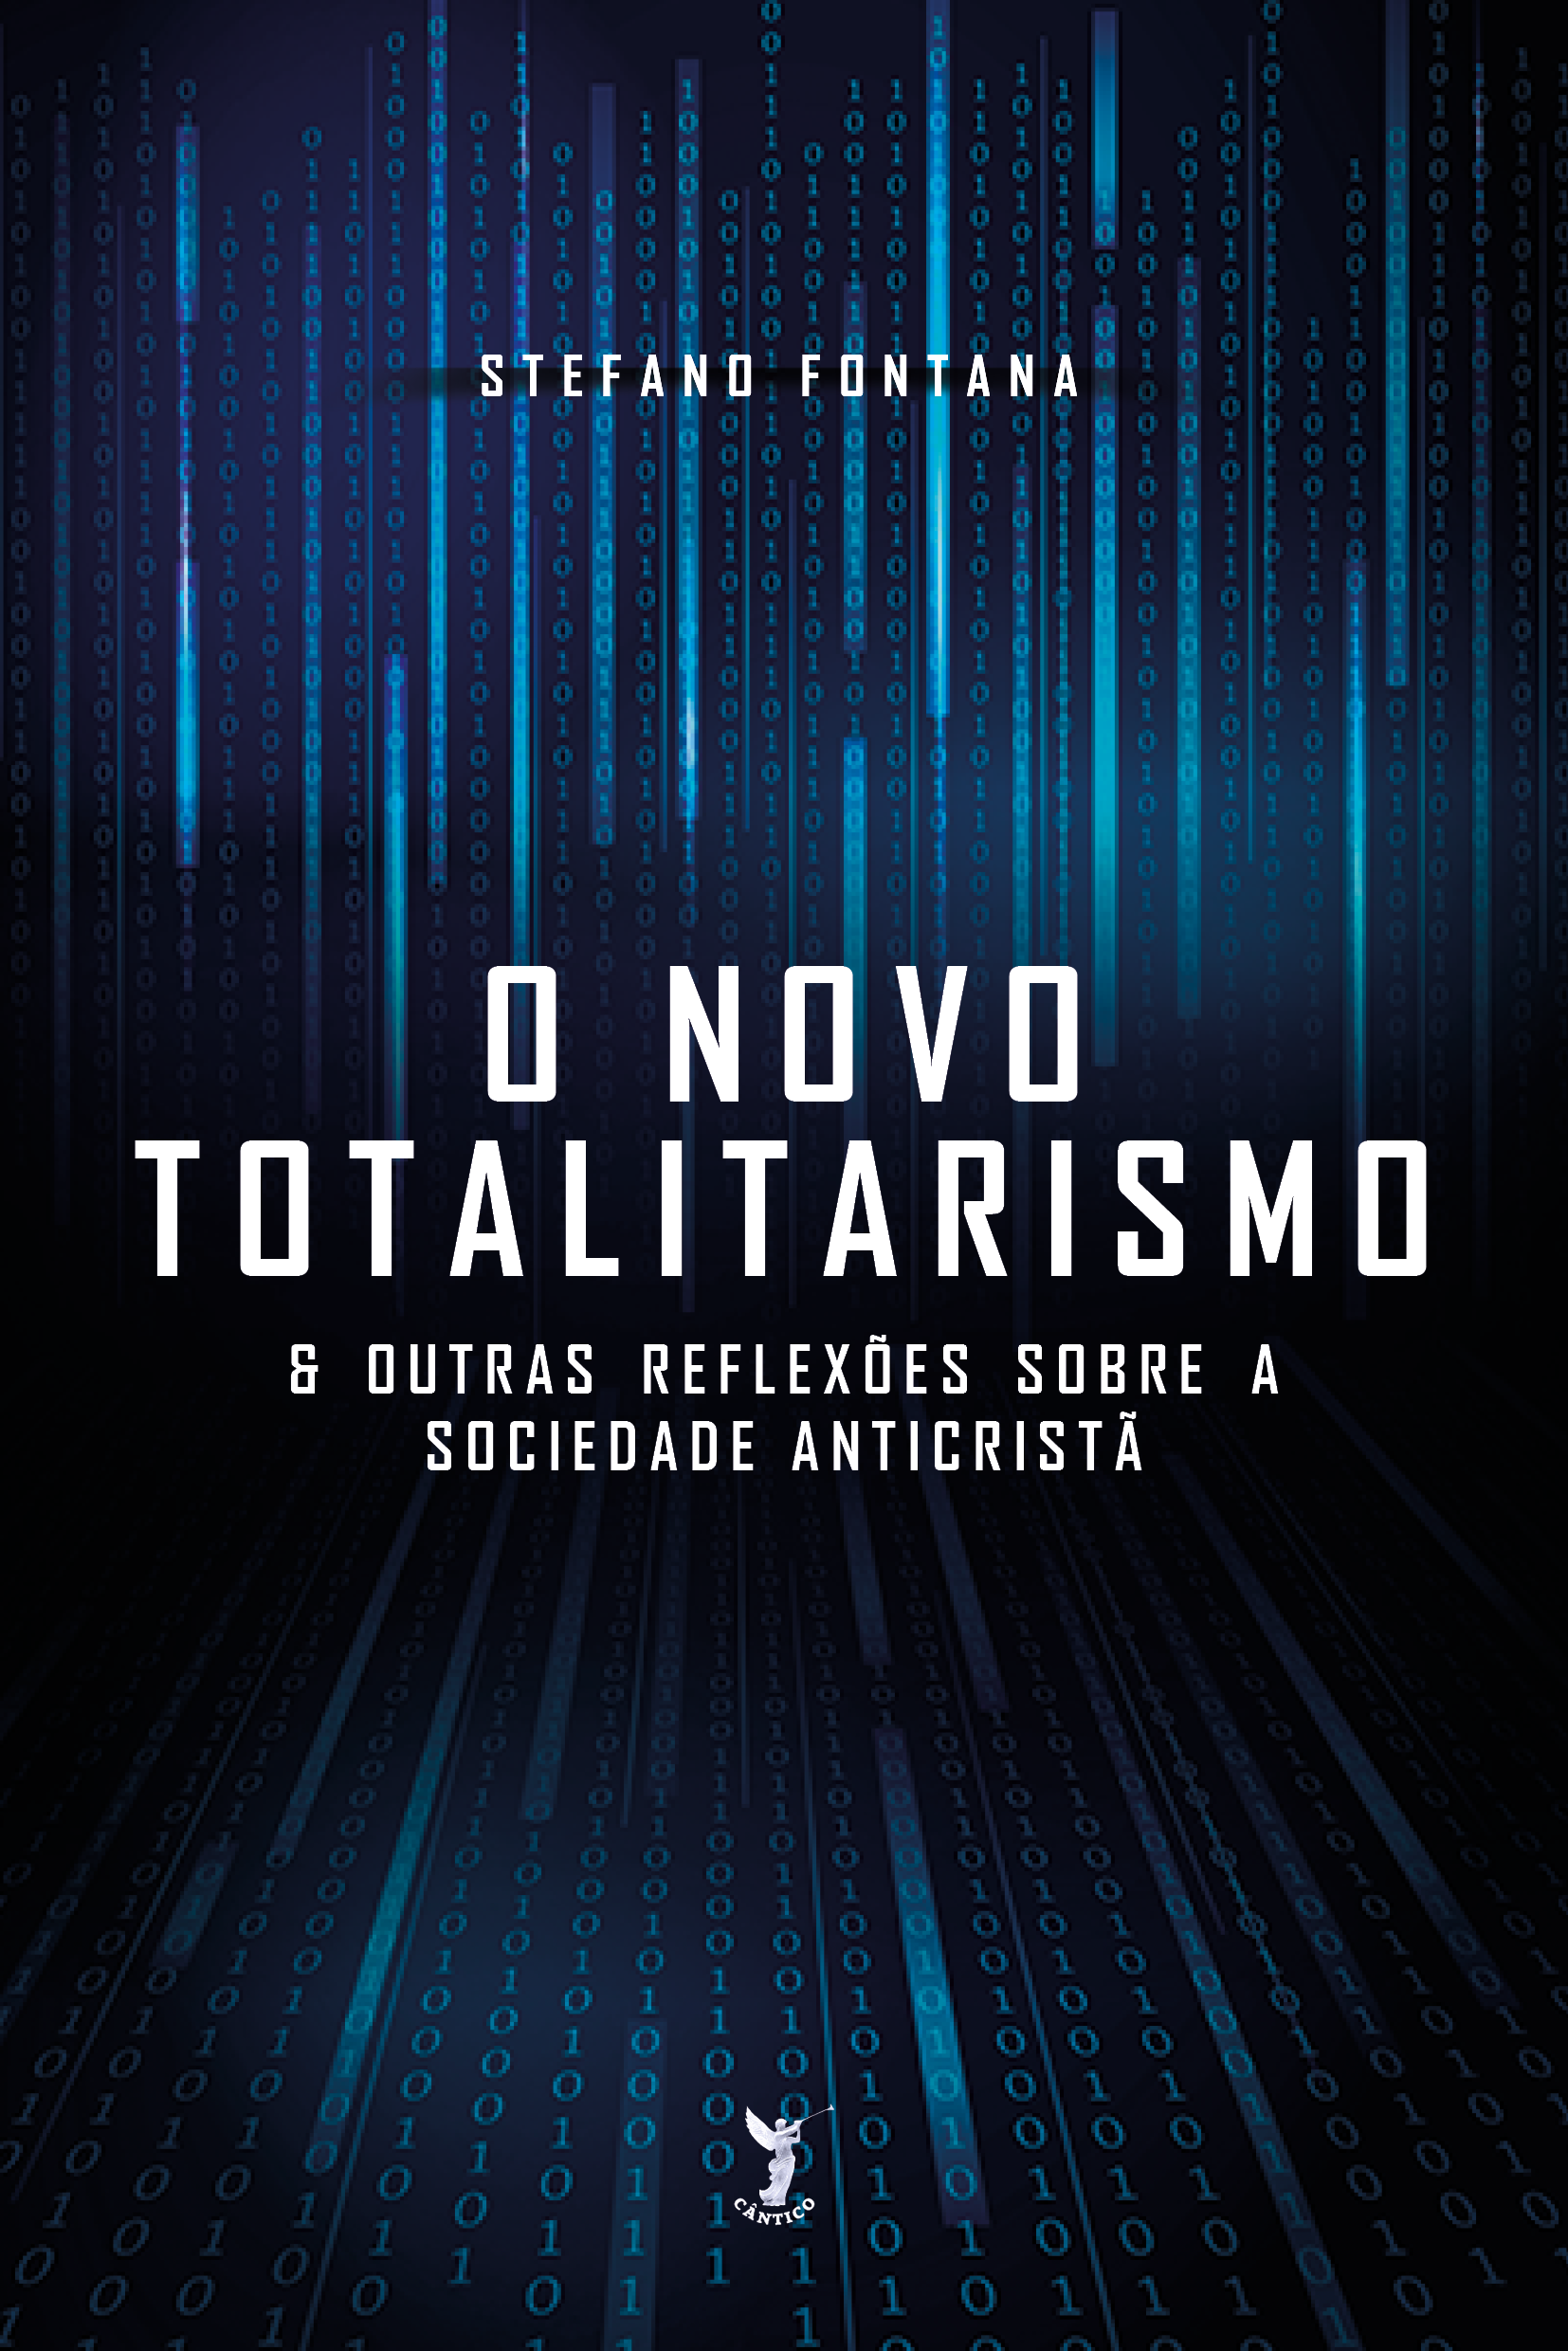 STEFANO FONTANA
O NOVO
TOTALITARISMO
& OUTRAS REFLEXÕES SOBRE A
SOCIEDADE ANTICRISTÃ
CÂNTICO